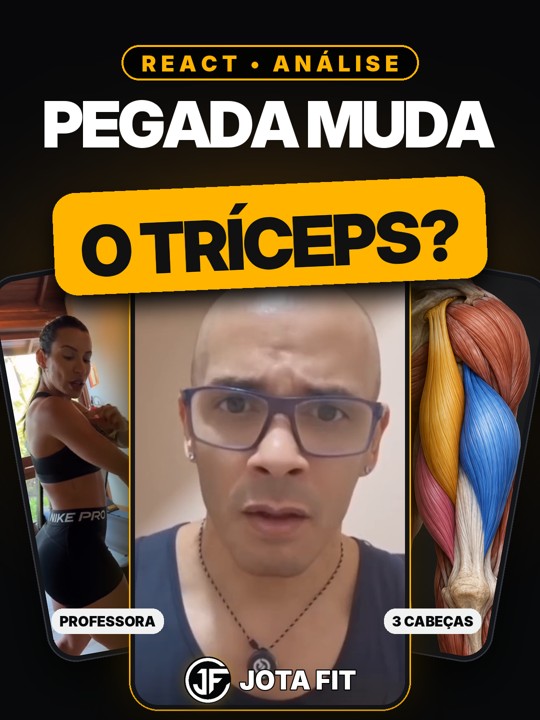 REACT • ANÁLISE
PEGADA MUDA
O TRÍCEPS?
NIKE PRO
PROFESSORA
3 CABEÇAS
JF JOTA FIT